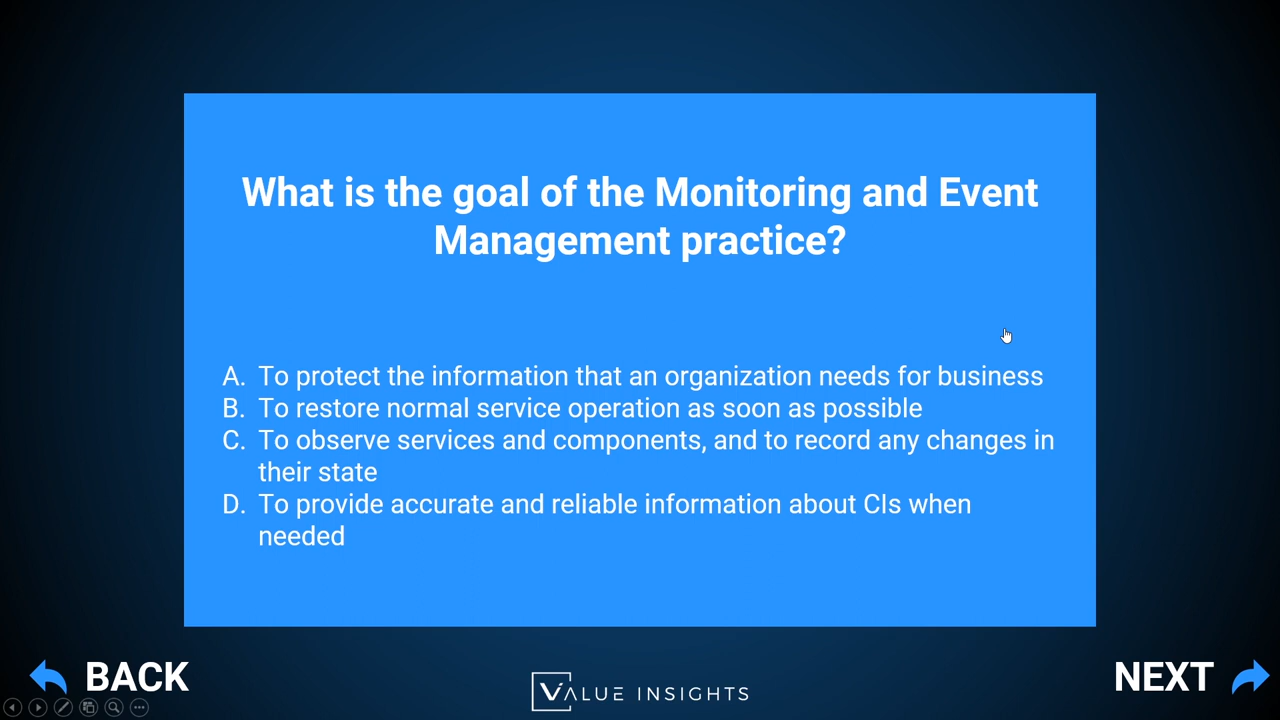 What is the goal of the Monitoring and Event
Management practice?
A. To protect the information that an organization needs for business
B. To restore normal service operation as soon as possible
C. To observe services and components, and to record any changes in
their state
D. To provide accurate and reliable information about CIs when
needed
BACK
VALUE INSIGHTS
NEXT